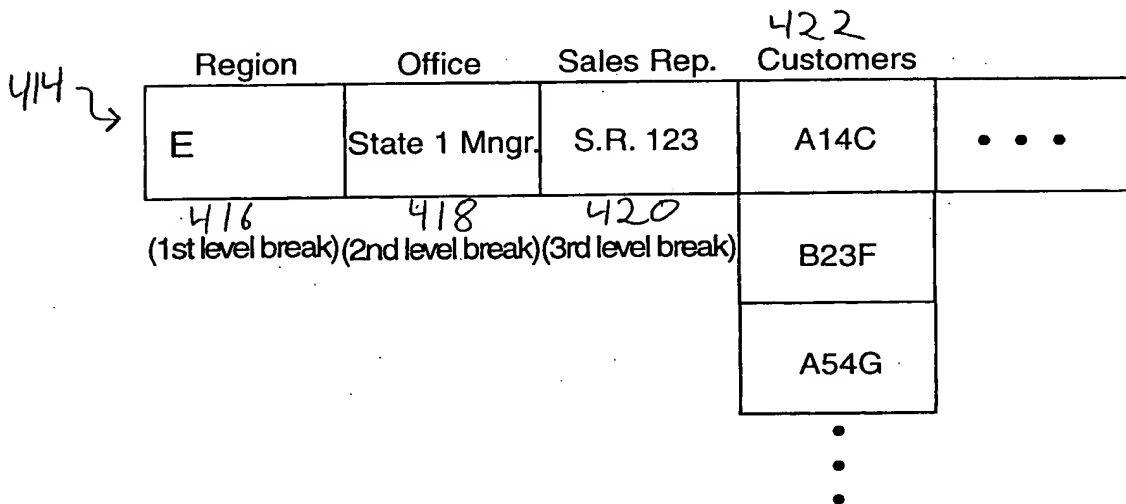 422
Region Office Sales Rep. Customers
414
E State 1 Mngr. S.R. 123 A14C • • •
416 418 420
(1st level break) (2nd level break) (3rd level break) B23F
A54G
•
•
•